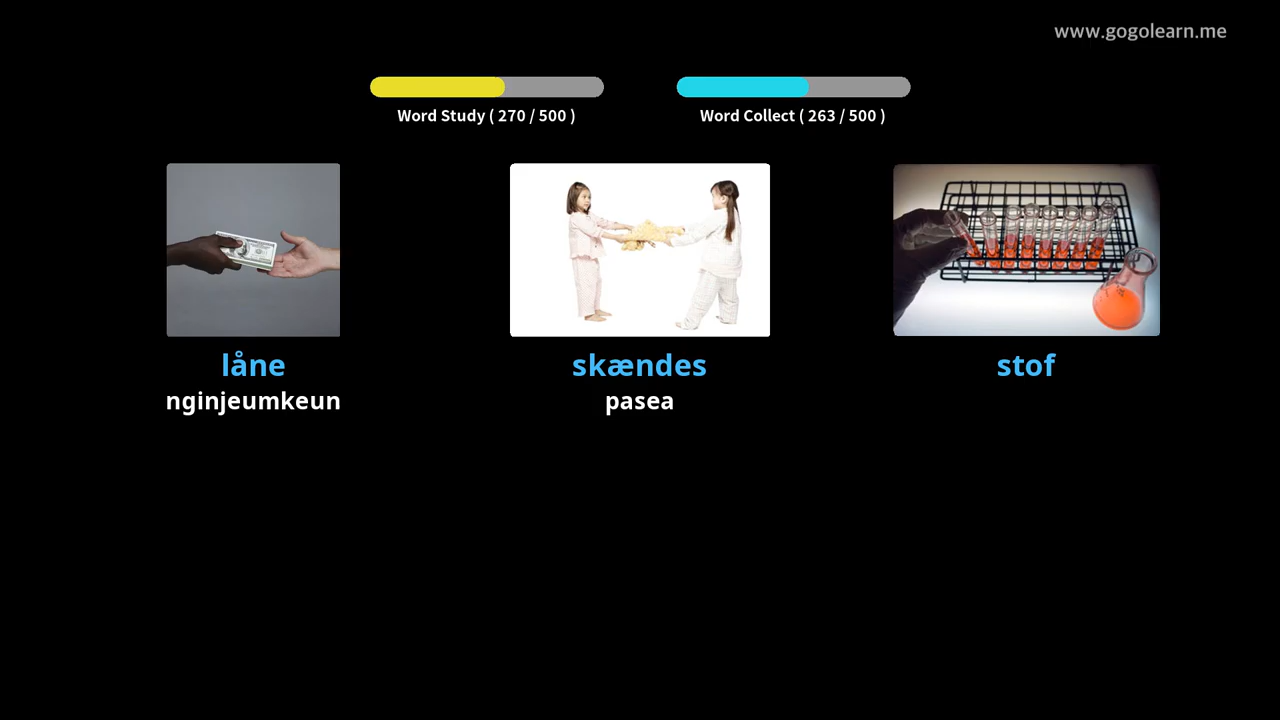 www.gogolearn.me
Word Study ( 270 / 500 )
Word Collect ( 263 / 500 )
låne
nginjeumkeun
skændes
pasea
stof